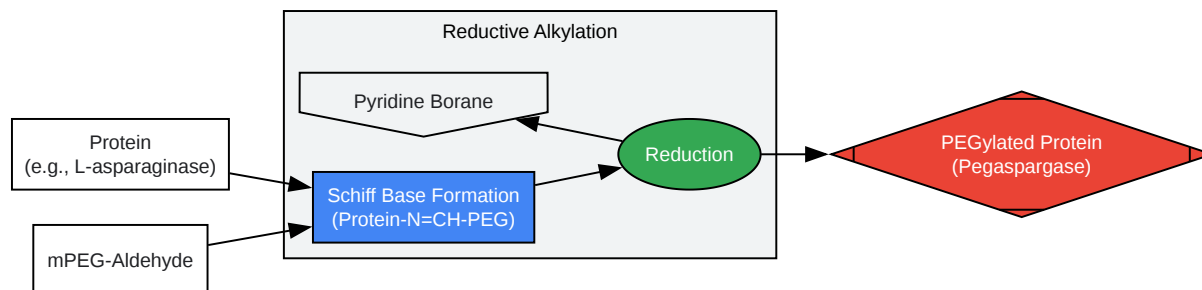 Reductive Alkylation
Pyridine Borane
Protein
(e.g., L-asparaginase)
Reduction
PEGylated Protein
(Pegaspargase)
Schiff Base Formation
(Protein-N=CH-PEG)
mPEG-Aldehyde